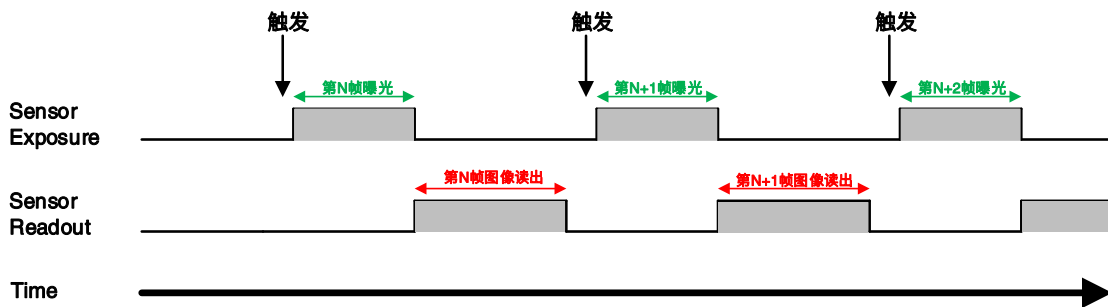 触发 触发 触发
第N帧曝光 第N+1帧曝光 第N+2帧曝光
Sensor
Exposure
第N帧图像读出 第N+1帧图像读出
Sensor
Readout
Time